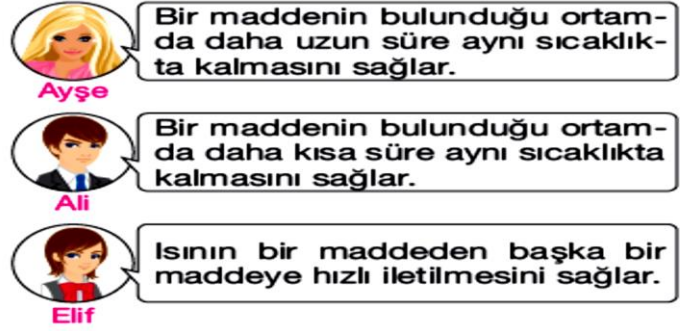 Bir maddenin bulunduğu ortam-
da daha uzun süre aynı sıcaklık-
ta kalmasını sağlar.
Ayşe
Bir maddenin bulunduğu ortam-
da daha kısa süre aynı sıcaklıkta
kalmasını sağlar.
Ali
Isının bir maddeden başka bir
maddeye hızlı iletilmesini sağlar.
Elif